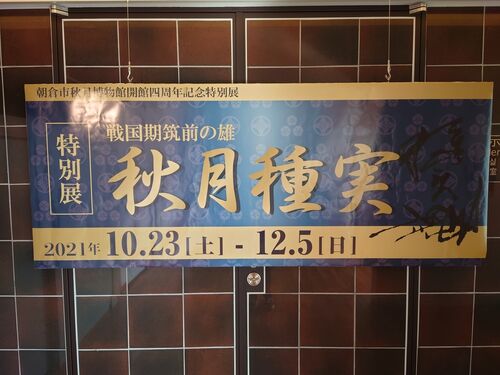 朝倉市秋月博物館開館四周年記念特別展
特別展
戦国期筑前の雄
秋月種実
2021年 10.23[土] - 12.5[日]